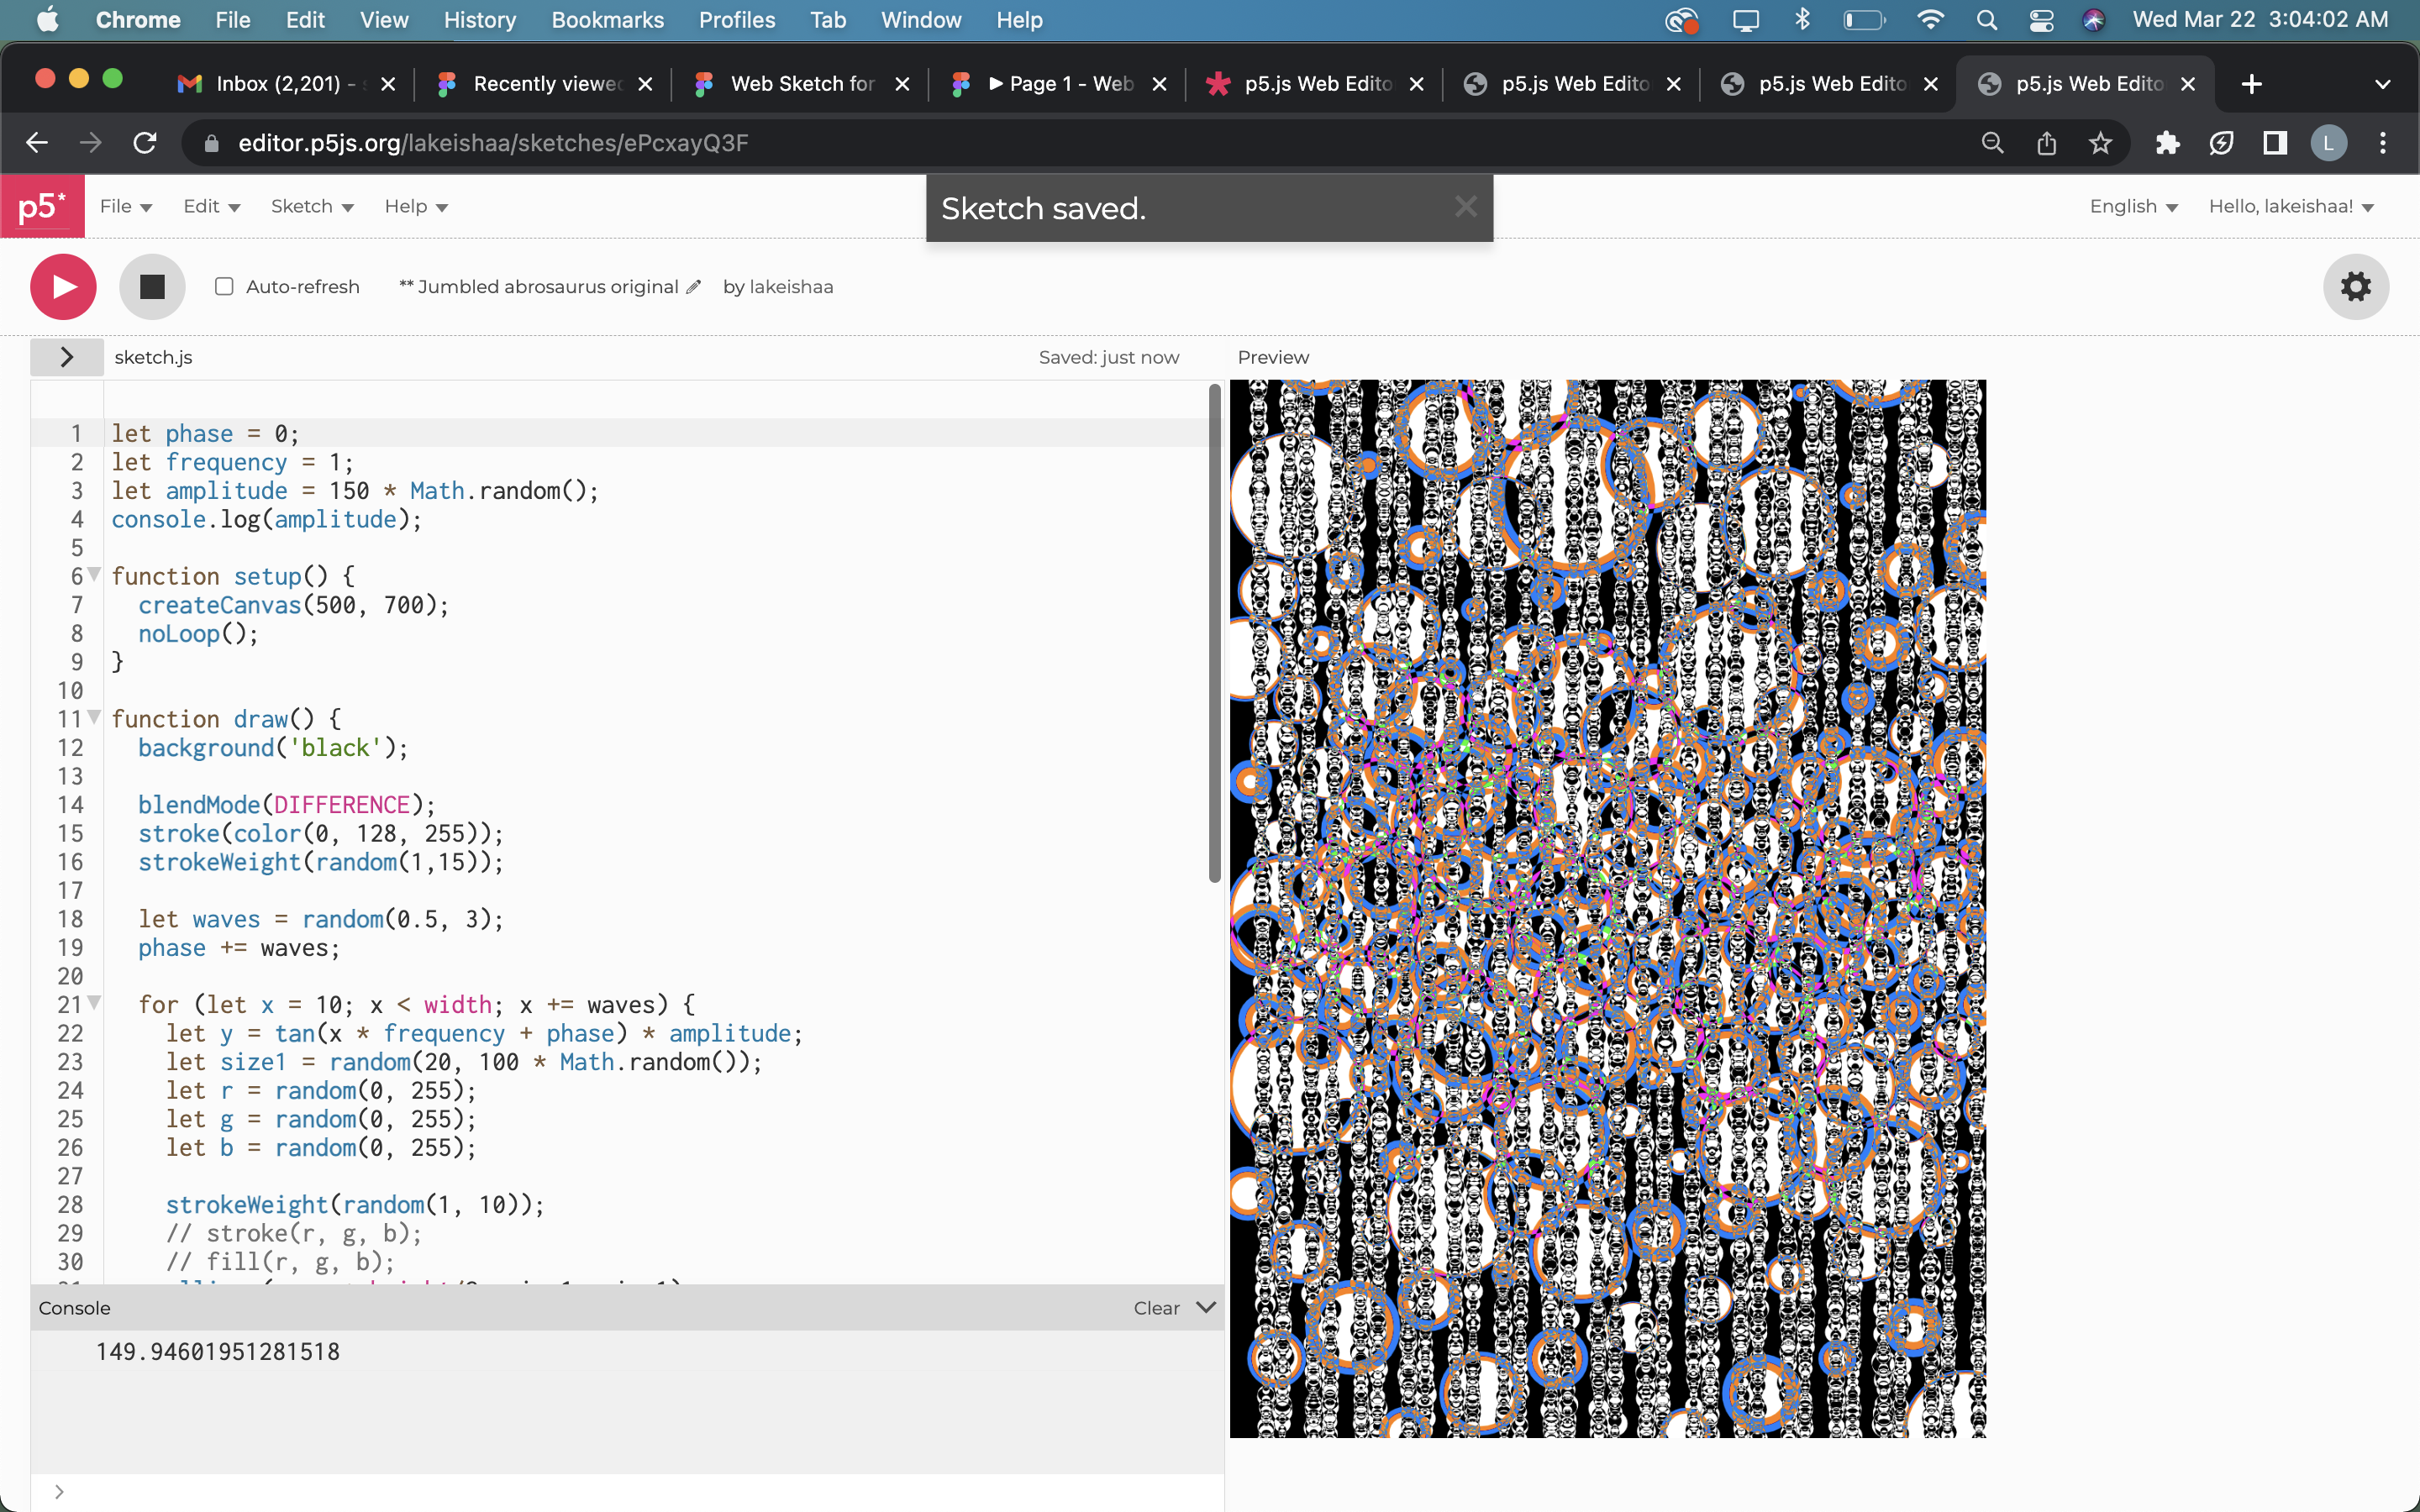 Chrome File Edit View History Bookmarks Profiles Tab Window Help Wed Mar 22 3:04:02 AM
Inbox (2,201) - Recently viewed Web Sketch for ▶ Page 1 - Web p5.js Web Edito p5.js Web Edito p5.js Web Edito p5.js Web Edito
editor.p5js.org/lakeishaa/sketches/ePcxayQ3F L
p5* File Edit Sketch Help Sketch saved. English Hello, lakeishaa!
Auto-refresh ** Jumbled abrosaurus original by lakeishaa
sketch.js Saved: just now Preview
1 let phase = 0;
2 let frequency = 1;
3 let amplitude = 150 * Math.random();
4 console.log(amplitude);
5
6 function setup() {
7 createCanvas(500, 700);
8 noLoop();
9 }
10
11 function draw() {
12 background('black');
13
14 blendMode(DIFFERENCE);
15 stroke(color(0, 128, 255));
16 strokeWeight(random(1,15));
17
18 let waves = random(0.5, 3);
19 phase += waves;
20
21 for (let x = 10; x < width; x += waves) {
22 let y = tan(x * frequency + phase) * amplitude;
23 let size1 = random(20, 100 * Math.random());
24 let r = random(0, 255);
25 let g = random(0, 255);
26 let b = random(0, 255);
27
28 strokeWeight(random(1, 10));
29 // stroke(r, g, b);
30 // fill(r, g, b);
Console Clear
149.94601951281518